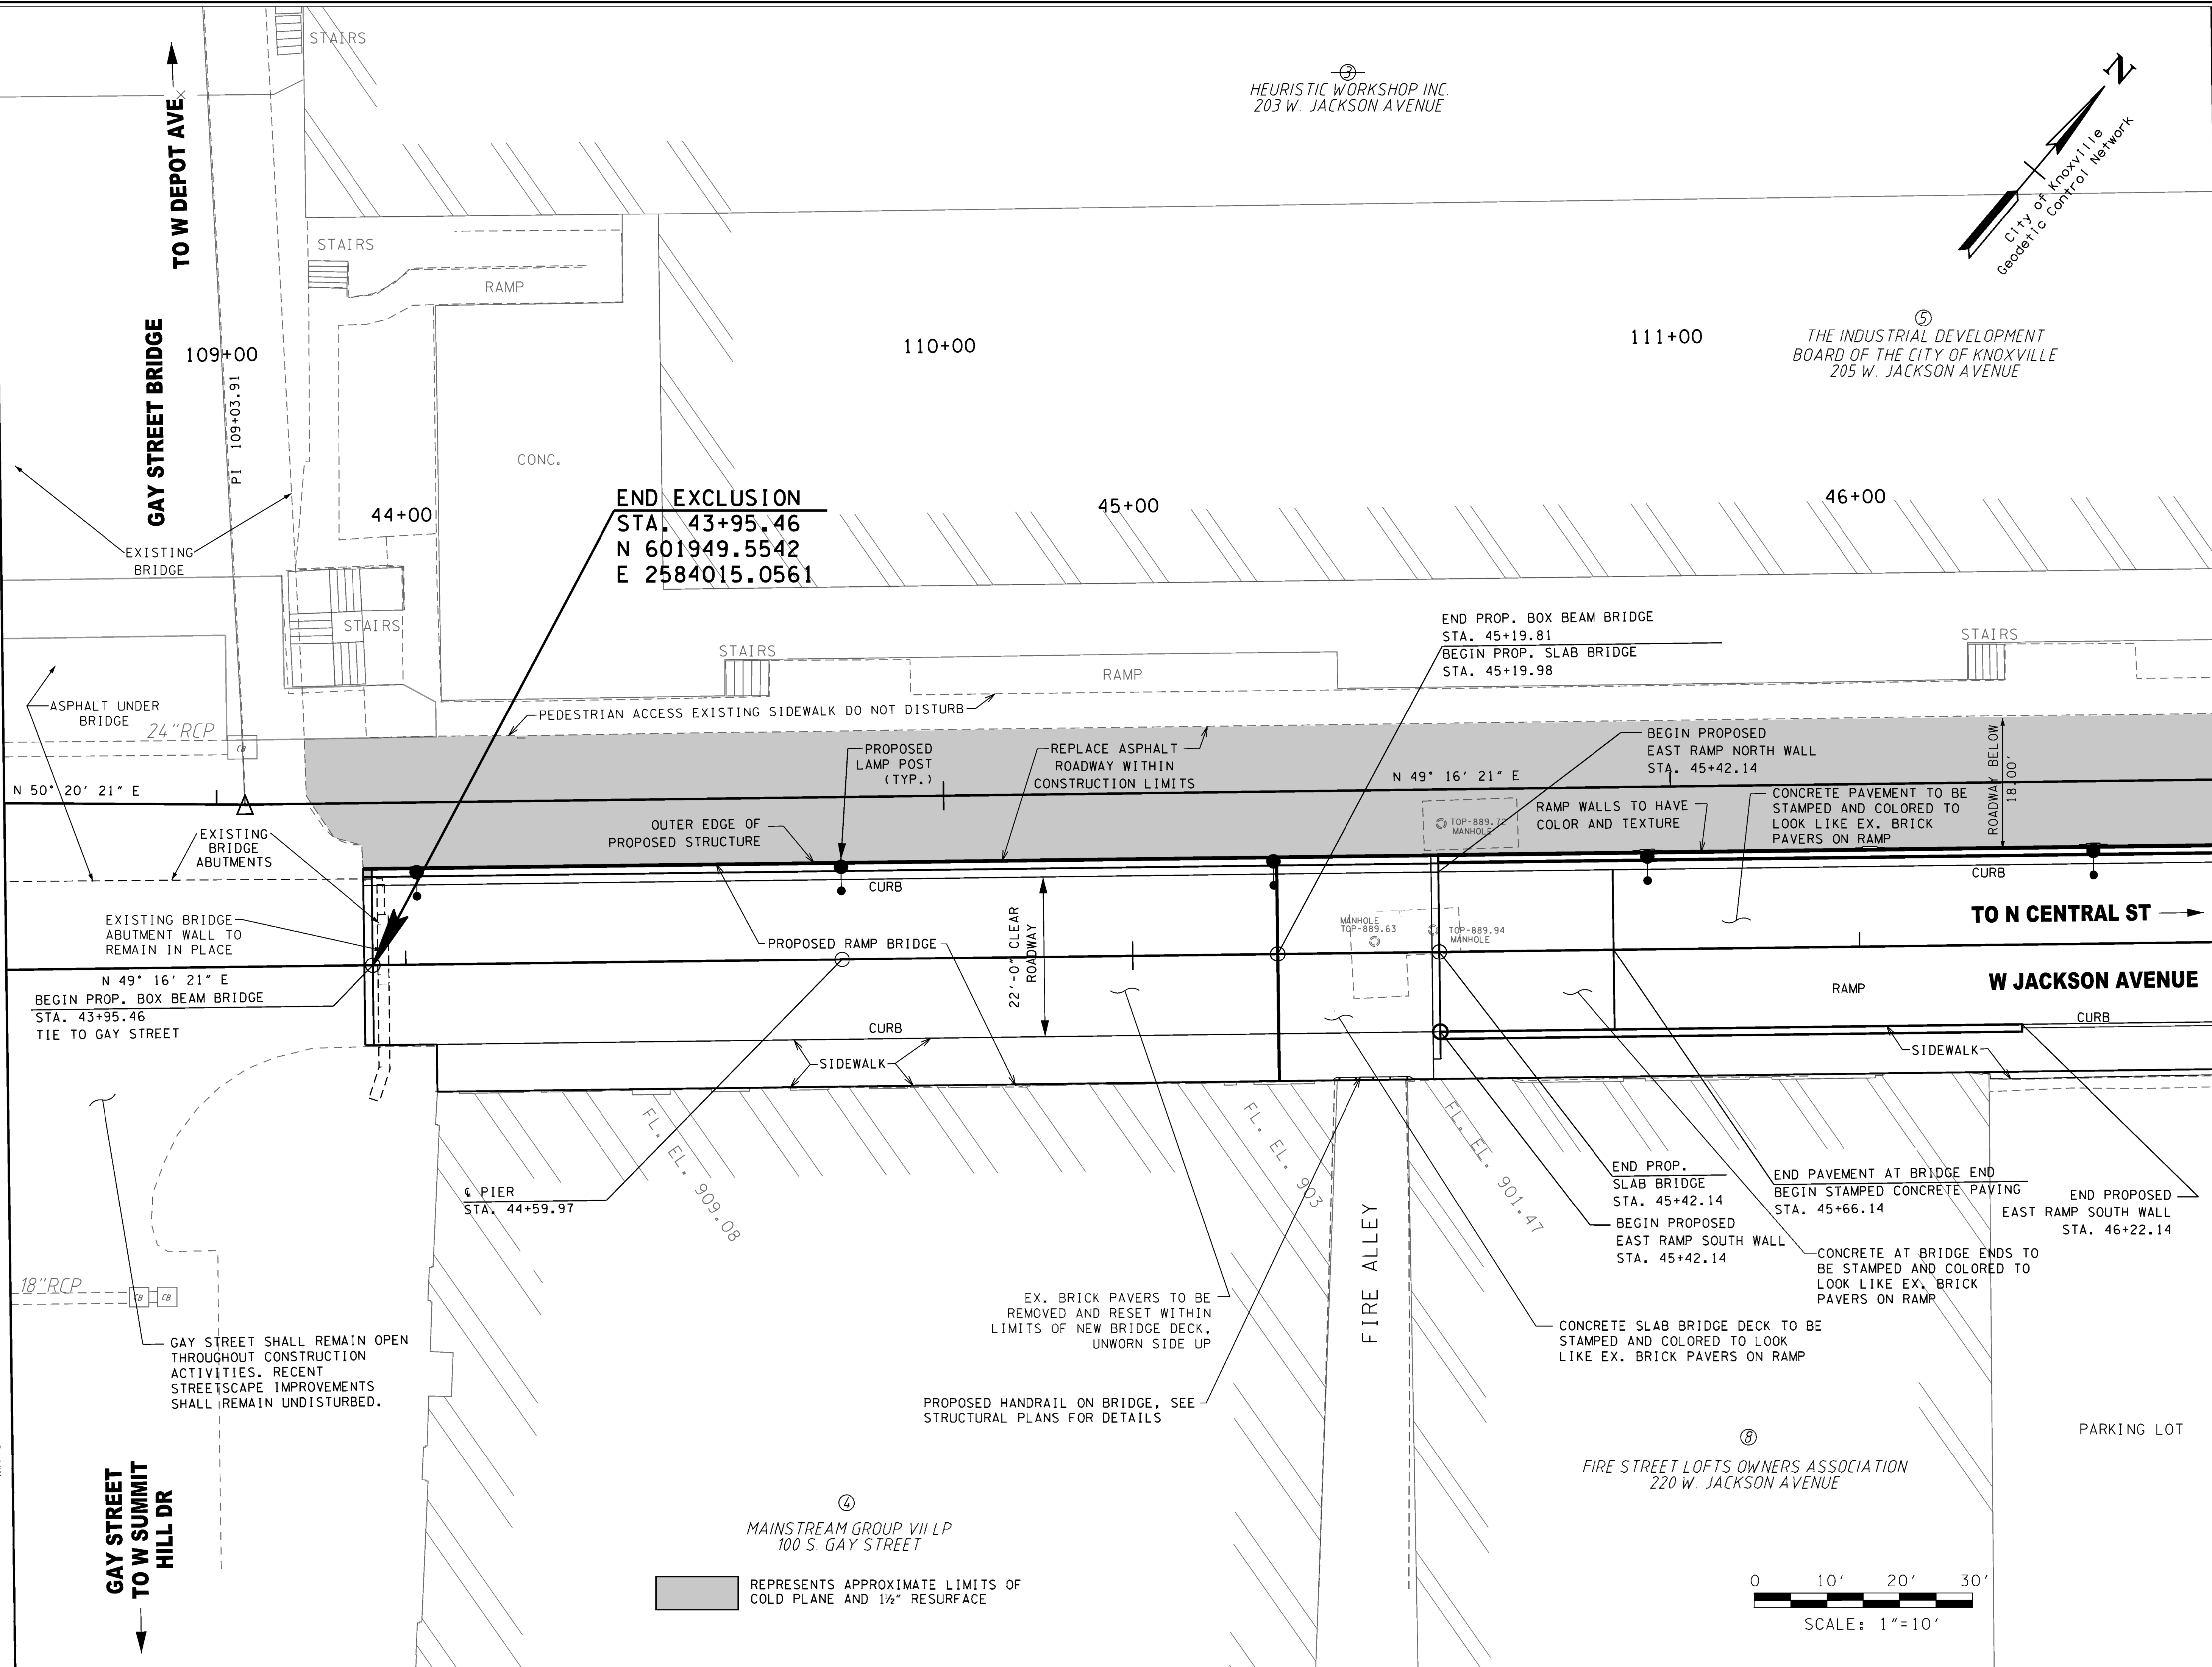 STAIRS
③
HEURISTIC WORKSHOP INC.
203 W. JACKSON AVENUE
N
City of Knoxville
Geodetic Control Network
TO W DEPOT AVE
STAIRS
RAMP
GAY STREET BRIDGE
109+00
110+00
111+00
⑤
THE INDUSTRIAL DEVELOPMENT
BOARD OF THE CITY OF KNOXVILLE
205 W. JACKSON AVENUE
PI 109+03.91
CONC.
44+00
END EXCLUSION
STA. 43+95.46
N 601949.5542
E 2584015.0561
45+00
46+00
EXISTING
BRIDGE
STAIRS
STAIRS
RAMP
END PROP. BOX BEAM BRIDGE
STA. 45+19.81
BEGIN PROP. SLAB BRIDGE
STA. 45+19.98
STAIRS
ASPHALT UNDER
BRIDGE
24"RCP
CB
PEDESTRIAN ACCESS EXISTING SIDEWALK DO NOT DISTURB
PROPOSED
LAMP POST
(TYP.)
REPLACE ASPHALT
ROADWAY WITHIN
CONSTRUCTION LIMITS
BEGIN PROPOSED
EAST RAMP NORTH WALL
STA. 45+42.14
ROADWAY BELOW
18.00'
N 50° 20' 21" E
N 49° 16' 21" E
CONCRETE PAVEMENT TO BE
STAMPED AND COLORED TO
LOOK LIKE EX. BRICK
PAVERS ON RAMP
EXISTING
BRIDGE
ABUTMENTS
OUTER EDGE OF
PROPOSED STRUCTURE
TOP-889.72
MANHOLE
RAMP WALLS TO HAVE
COLOR AND TEXTURE
CURB
CURB
EXISTING BRIDGE
ABUTMENT WALL TO
REMAIN IN PLACE
PROPOSED RAMP BRIDGE
22'-0" CLEAR
ROADWAY
MANHOLE
TOP-889.63
TOP-889.94
MANHOLE
TO N CENTRAL ST
N 49° 16' 21" E
BEGIN PROP. BOX BEAM BRIDGE
STA. 43+95.46
TIE TO GAY STREET
RAMP
W JACKSON AVENUE
CURB
CURB
SIDEWALK
SIDEWALK
FL. EL. 909.08
FL. EL. 903
FL. EL. 901.47
℄ PIER
STA. 44+59.97
END PROP.
SLAB BRIDGE
STA. 45+42.14
BEGIN PROPOSED
EAST RAMP SOUTH WALL
STA. 45+42.14
END PAVEMENT AT BRIDGE END
BEGIN STAMPED CONCRETE PAVING
STA. 45+66.14
END PROPOSED
EAST RAMP SOUTH WALL
STA. 46+22.14
CONCRETE AT BRIDGE ENDS TO
BE STAMPED AND COLORED TO
LOOK LIKE EX. BRICK
PAVERS ON RAMP
18"RCP
CB
CB
FIRE ALLEY
EX. BRICK PAVERS TO BE
REMOVED AND RESET WITHIN
LIMITS OF NEW BRIDGE DECK,
UNWORN SIDE UP
CONCRETE SLAB BRIDGE DECK TO BE
STAMPED AND COLORED TO LOOK
LIKE EX. BRICK PAVERS ON RAMP
GAY STREET SHALL REMAIN OPEN
THROUGHOUT CONSTRUCTION
ACTIVITIES. RECENT
STREETSCAPE IMPROVEMENTS
SHALL REMAIN UNDISTURBED.
PROPOSED HANDRAIL ON BRIDGE, SEE
STRUCTURAL PLANS FOR DETAILS
PARKING LOT
⑧
FIRE STREET LOFTS OWNERS ASSOCIATION
220 W. JACKSON AVENUE
GAY STREET
TO W SUMMIT
HILL DR
④
MAINSTREAM GROUP VII LP
100 S. GAY STREET
REPRESENTS APPROXIMATE LIMITS OF
COLD PLANE AND 1½" RESURFACE
0 10' 20' 30'
SCALE: 1"=10'